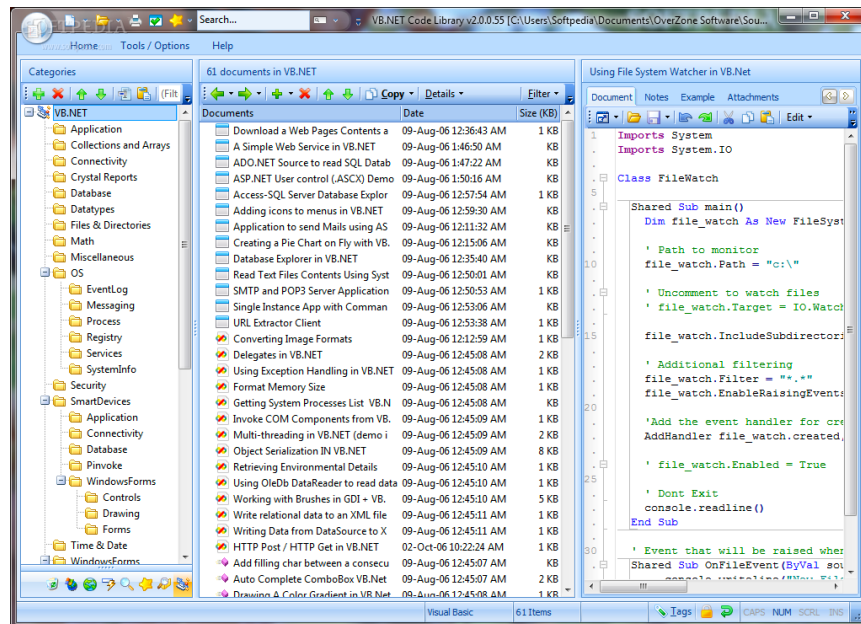 Search...
VB.NET Code Library v2.0.0.55 [C:\Users\Softpedia\Documents\OverZone Software\Sou...
SOFTPEDIA
Home Tools / Options Help
Categories
(Filt
VB.NET
Application
Collections and Arrays
Connectivity
Crystal Reports
Database
Datatypes
Files & Directories
Math
Miscellaneous
OS
EventLog
Messaging
Process
Registry
Services
SystemInfo
Security
SmartDevices
Application
Connectivity
Database
Pinvoke
WindowsForms
Controls
Drawing
Forms
Time & Date
WindowsForms
61 documents in VB.NET
Copy Details Filter
Documents Date Size (KB)
Download a Web Pages Contents a 09-Aug-06 12:36:43 AM 1 KB
A Simple Web Service in VB.NET 09-Aug-06 1:46:50 AM KB
ADO.NET Source to read SQL Datab 09-Aug-06 1:47:22 AM KB
ASP.NET User control (.ASCX) Demo 09-Aug-06 1:50:16 AM KB
Access-SQL Server Database Explor 09-Aug-06 12:57:54 AM 1 KB
Adding icons to menus in VB.NET 09-Aug-06 12:59:30 AM KB
Application to send Mails using AS 09-Aug-06 12:11:32 AM KB
Creating a Pie Chart on Fly with VB. 09-Aug-06 12:15:06 AM KB
Database Explorer in VB.NET 09-Aug-06 12:35:40 AM KB
Read Text Files Contents Using Syst 09-Aug-06 12:50:01 AM KB
SMTP and POP3 Server Application 09-Aug-06 12:50:53 AM 1 KB
Single Instance App with Comman 09-Aug-06 12:53:06 AM KB
URL Extractor Client 09-Aug-06 12:53:38 AM 1 KB
Converting Image Formats 09-Aug-06 12:12:59 AM 1 KB
Delegates in VB.NET 09-Aug-06 12:45:08 AM 2 KB
Using Exception Handling in VB.NET 09-Aug-06 12:45:08 AM 1 KB
Format Memory Size 09-Aug-06 12:45:08 AM 1 KB
Getting System Processes List VB.N 09-Aug-06 12:45:08 AM KB
Invoke COM Components from VB. 09-Aug-06 12:45:09 AM 1 KB
Multi-threading in VB.NET (demo i 09-Aug-06 12:45:09 AM 2 KB
Object Serialization IN VB.NET 09-Aug-06 12:45:09 AM 8 KB
Retrieving Environmental Details 09-Aug-06 12:45:10 AM 1 KB
Using OleDb DataReader to read data 09-Aug-06 12:45:10 AM 1 KB
Working with Brushes in GDI + VB. 09-Aug-06 12:45:10 AM 5 KB
Write relational data to an XML file 09-Aug-06 12:45:11 AM 1 KB
Writing Data from DataSource to X 09-Aug-06 12:45:11 AM 1 KB
HTTP Post / HTTP Get in VB.NET 02-Oct-06 10:22:24 AM 1 KB
Add filling char between a consecu 09-Aug-06 12:45:07 AM KB
Auto Complete ComboBox VB.Net 09-Aug-06 12:45:07 AM 2 KB
Drawing A Color Gradient in VB.Net 09-Aug-06 12:45:08 AM 1 KB
Using File System Watcher in VB.Net
Document Notes Example Attachments
Edit
1 Imports System
Imports System.IO
Class FileWatch
5
Shared Sub main()
Dim file_watch As New FileSyst
' Path to monitor
10 file_watch.Path = "c:\"
' Uncomment to watch files
' file_watch.Target = IO.Watch
15 file_watch.IncludeSubdirectori
' Additional filtering
file_watch.Filter = "*.*"
file_watch.EnableRaisingEvents
20
'Add the event handler for cre
AddHandler file_watch.created,
' file_watch.Enabled = True
25
' Dont Exit
console.readline()
End Sub
30 ' Event that will be raised when
Shared Sub OnFileEvent(ByVal sou
console.writeline("New File
Visual Basic 61 Items Tags CAPS NUM SCRL INS